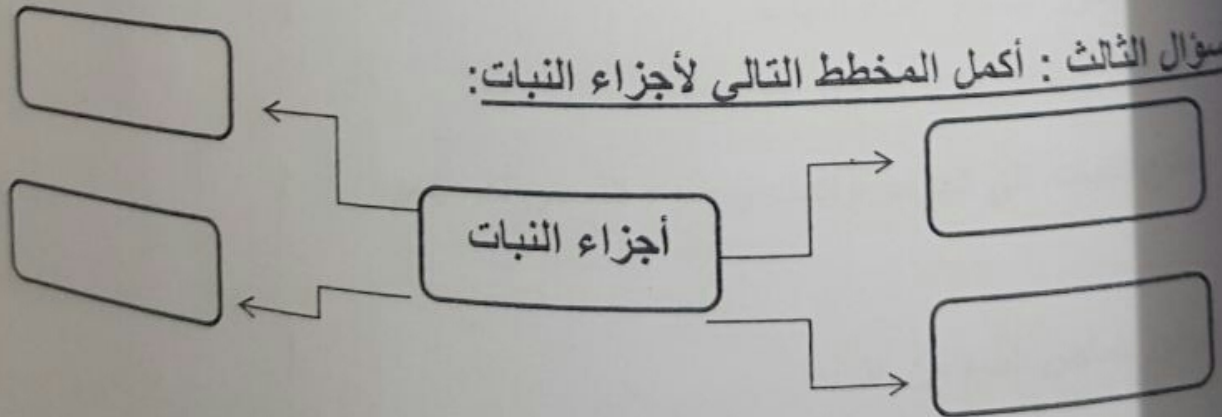 سؤال الثالث : أكمل المخطط التالي لأجزاء النبات:
أجزاء النبات